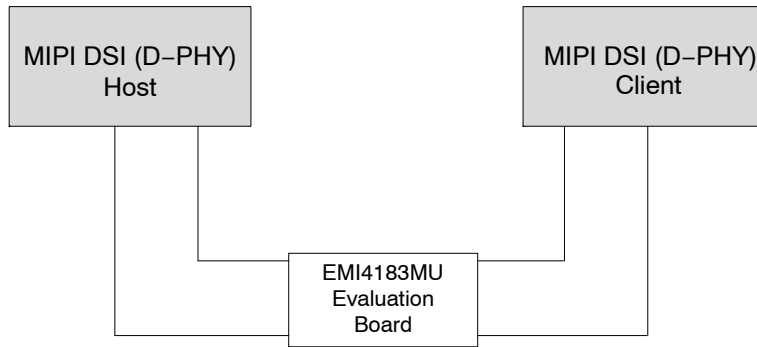 MIPI DSI (D−PHY)
Host
MIPI DSI (D−PHY)
Client
EMI4183MU
Evaluation
Board